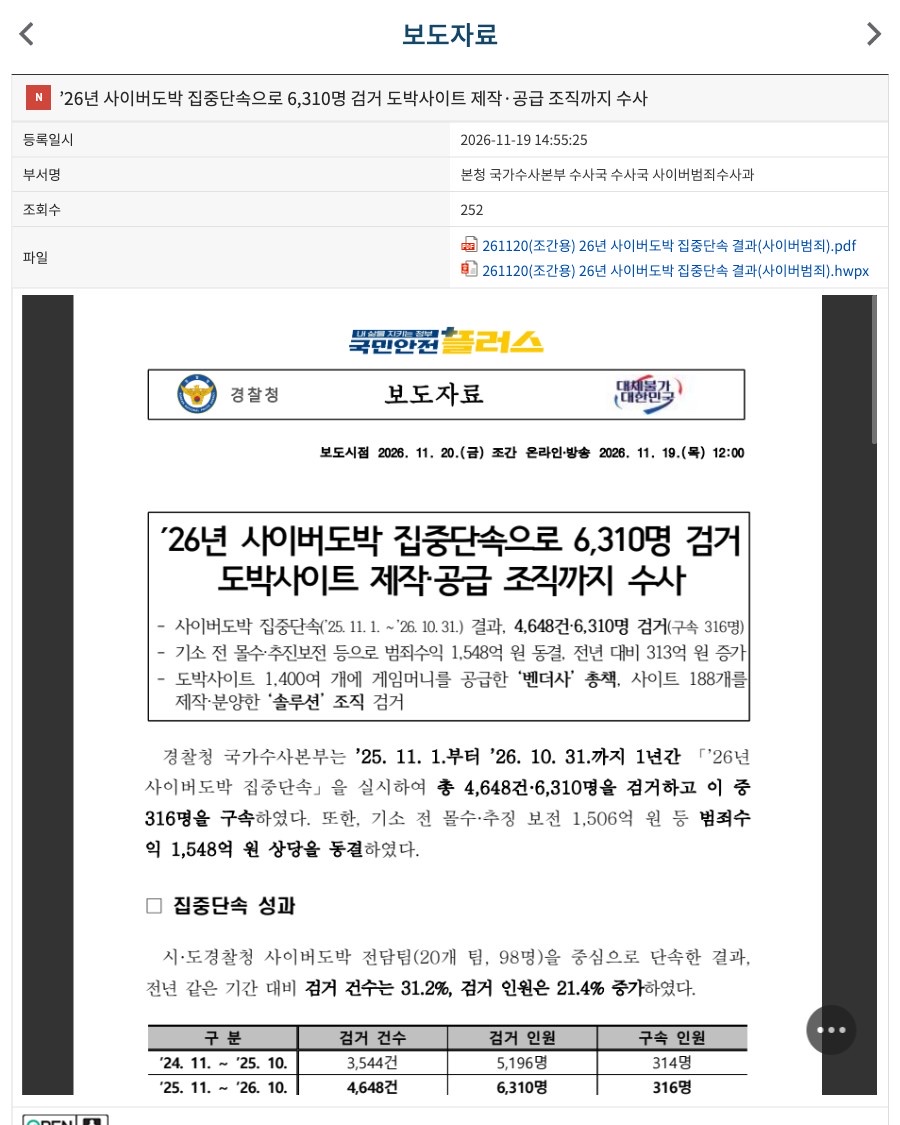 보도자료
N ’26년 사이버도박 집중단속으로 6,310명 검거 도박사이트 제작·공급 조직까지 수사
등록일시 2026-11-19 14:55:25
부서명 본청 국가수사본부 수사국 수사국 사이버범죄수사과
조회수 252
파일
261120(조간용) 26년 사이버도박 집중단속 결과(사이버범죄).pdf
261120(조간용) 26년 사이버도박 집중단속 결과(사이버범죄).hwpx
내 삶을 지키는 정부
국민안전플러스
경찰청 보도자료 대체불가 대한민국
보도시점 2026. 11. 20.(금) 조간 온라인·방송 2026. 11. 19.(목) 12:00
’26년 사이버도박 집중단속으로 6,310명 검거
도박사이트 제작·공급 조직까지 수사
- 사이버도박 집중단속(’25. 11. 1. ~ ’26. 10. 31.) 결과, 4,648건·6,310명 검거(구속 316명)
- 기소 전 몰수·추진보전 등으로 범죄수익 1,548억 원 동결, 전년 대비 313억 원 증가
- 도박사이트 1,400여 개에 게임머니를 공급한 ‘벤더사’ 총책, 사이트 188개를
제작·분양한 ‘솔루션’ 조직 검거
경찰청 국가수사본부는 ’25. 11. 1.부터 ’26. 10. 31.까지 1년간 「’26년
사이버도박 집중단속」을 실시하여 총 4,648건·6,310명을 검거하고 이 중
316명을 구속하였다. 또한, 기소 전 몰수·추징 보전 1,506억 원 등 범죄수
익 1,548억 원 상당을 동결하였다.
□ 집중단속 성과
시·도경찰청 사이버도박 전담팀(20개 팀, 98명)을 중심으로 단속한 결과,
전년 같은 기간 대비 검거 건수는 31.2%, 검거 인원은 21.4% 증가하였다.
구 분 검거 건수 검거 인원 구속 인원
’24. 11. ~ ’25. 10. 3,544건 5,196명 314명
’25. 11. ~ ’26. 10. 4,648건 6,310명 316명
OPEN